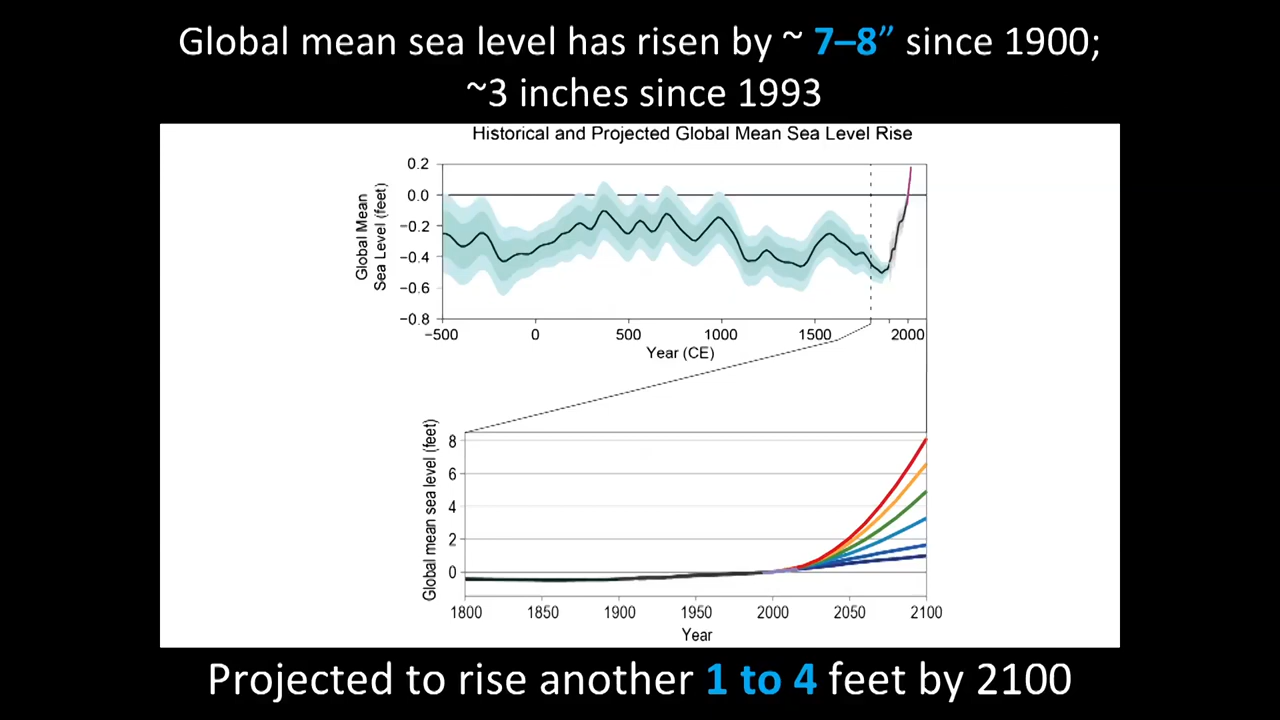 Global mean sea level has risen by ~ 7–8” since 1900;
~3 inches since 1993
Historical and Projected Global Mean Sea Level Rise
Global Mean
Sea Level (feet)
0.2
0.0
−0.2
−0.4
−0.6
−0.8
−500
0
500
1000
1500
2000
Year (CE)
Global mean sea level (feet)
8
6
4
2
0
1800
1850
1900
1950
2000
2050
2100
Year
Projected to rise another 1 to 4 feet by 2100